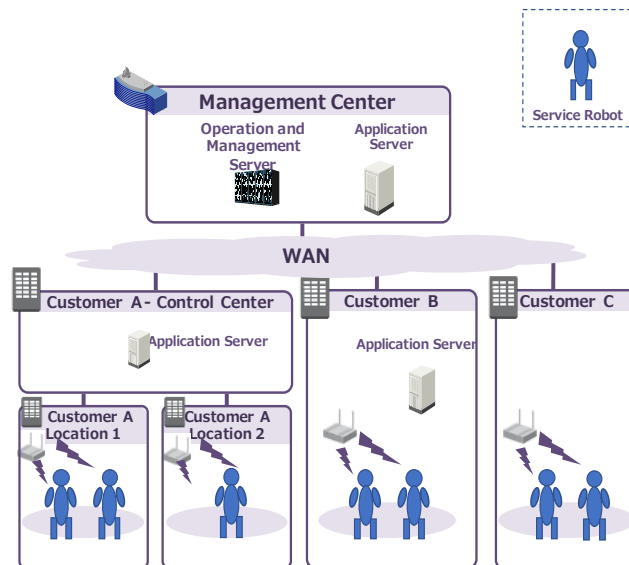 Service Robot
Management Center
Operation and
Management
Server
Application
Server
WAN
Customer A - Control Center
Application Server
Customer B
Application Server
Customer C
Customer A
Location 1
Customer A
Location 2